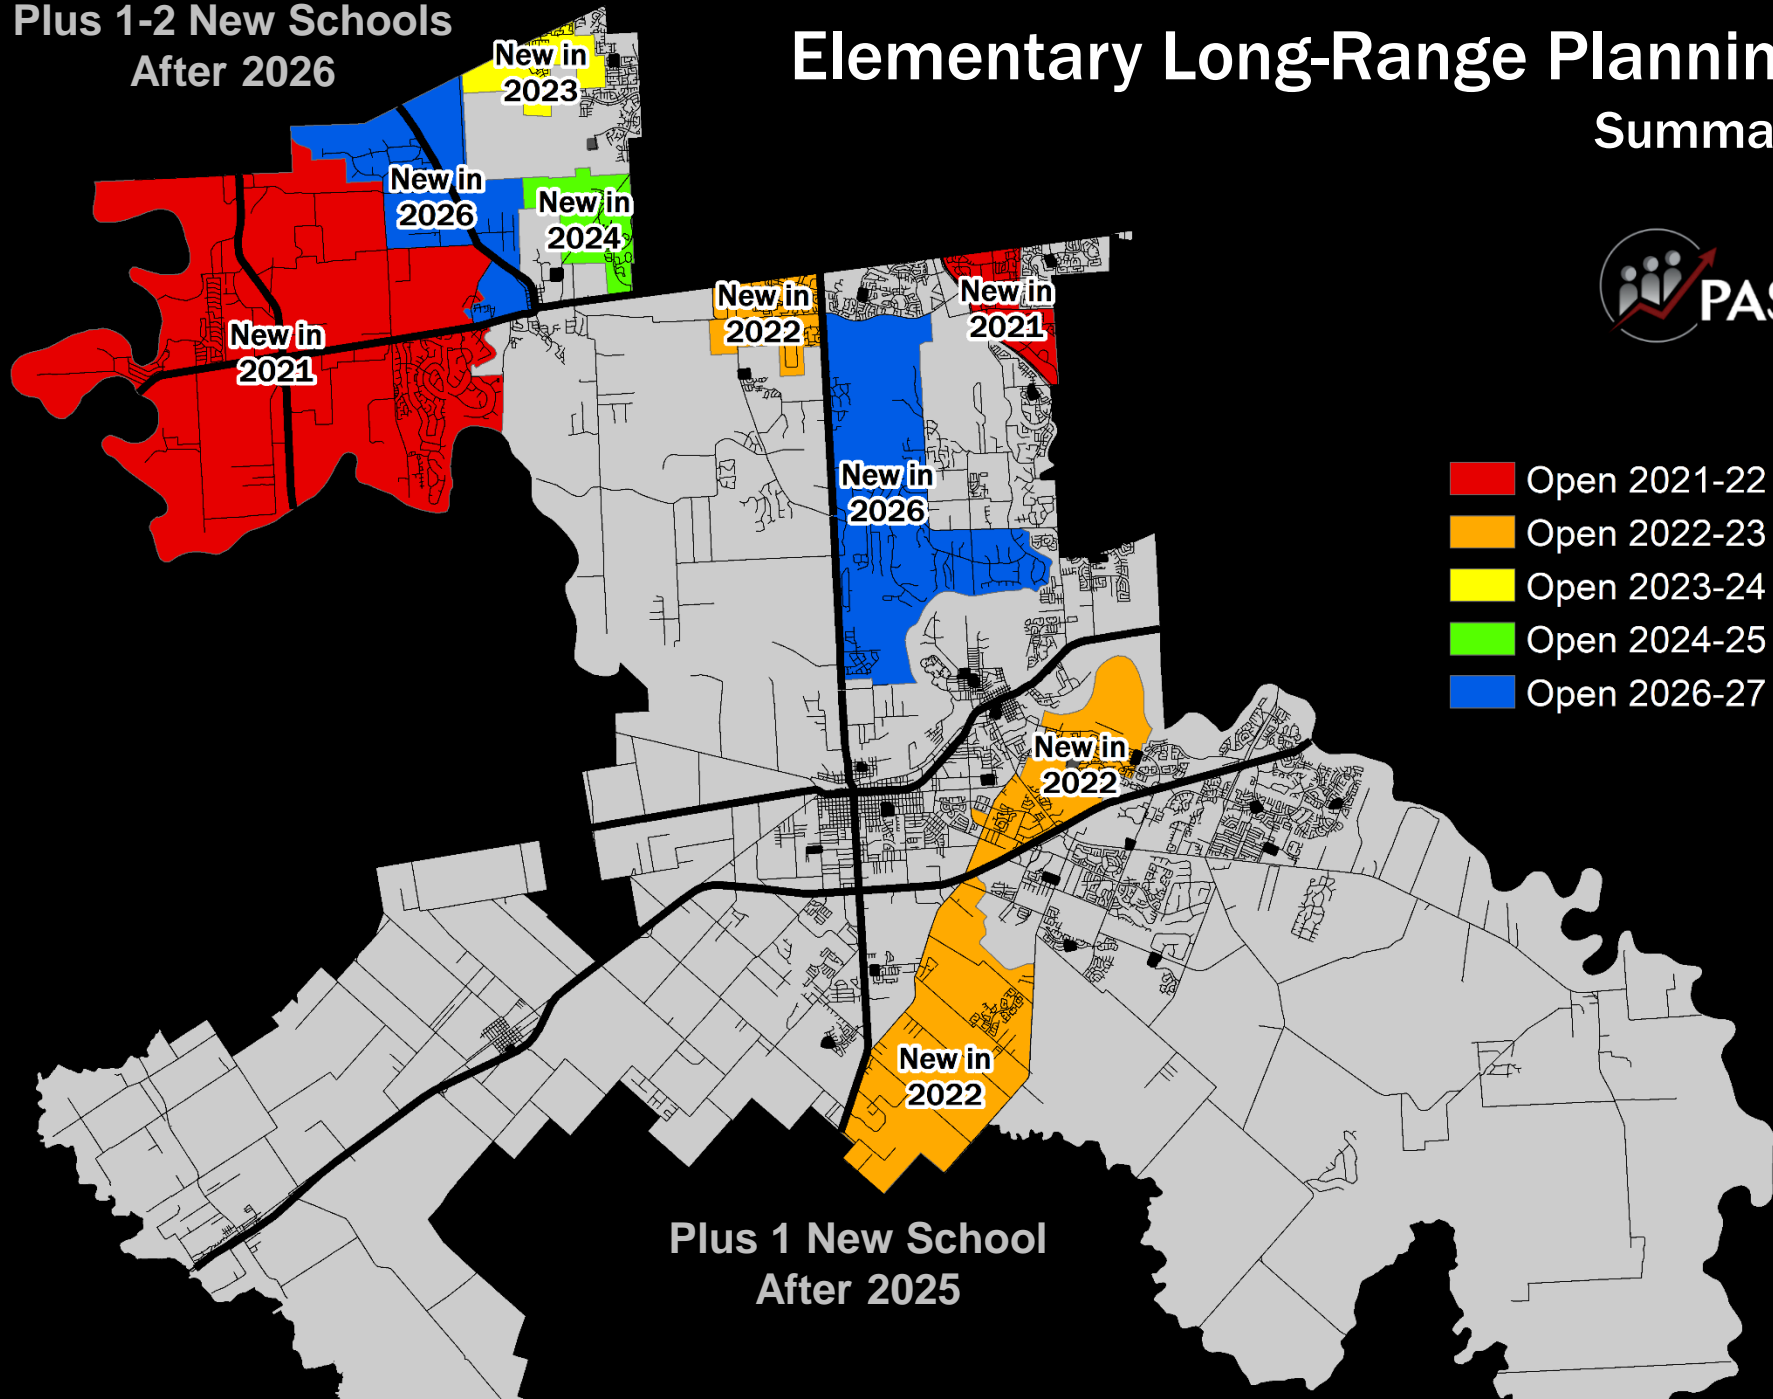 Plus 1-2 New Schools
After 2026
Elementary Long-Range Plannin
Summa
New in
2023
New in
2026
New in
2024
New in
2022
New in
2021
PAS
New in
2021
New in
2026
Open 2021-22
Open 2022-23
Open 2023-24
Open 2024-25
Open 2026-27
New in
2022
New in
2022
Plus 1 New School
After 2025